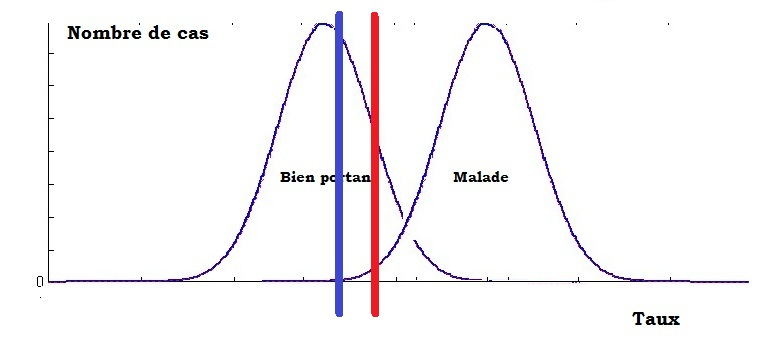 Nombre de cas
Bien portan
Malade
0
Taux